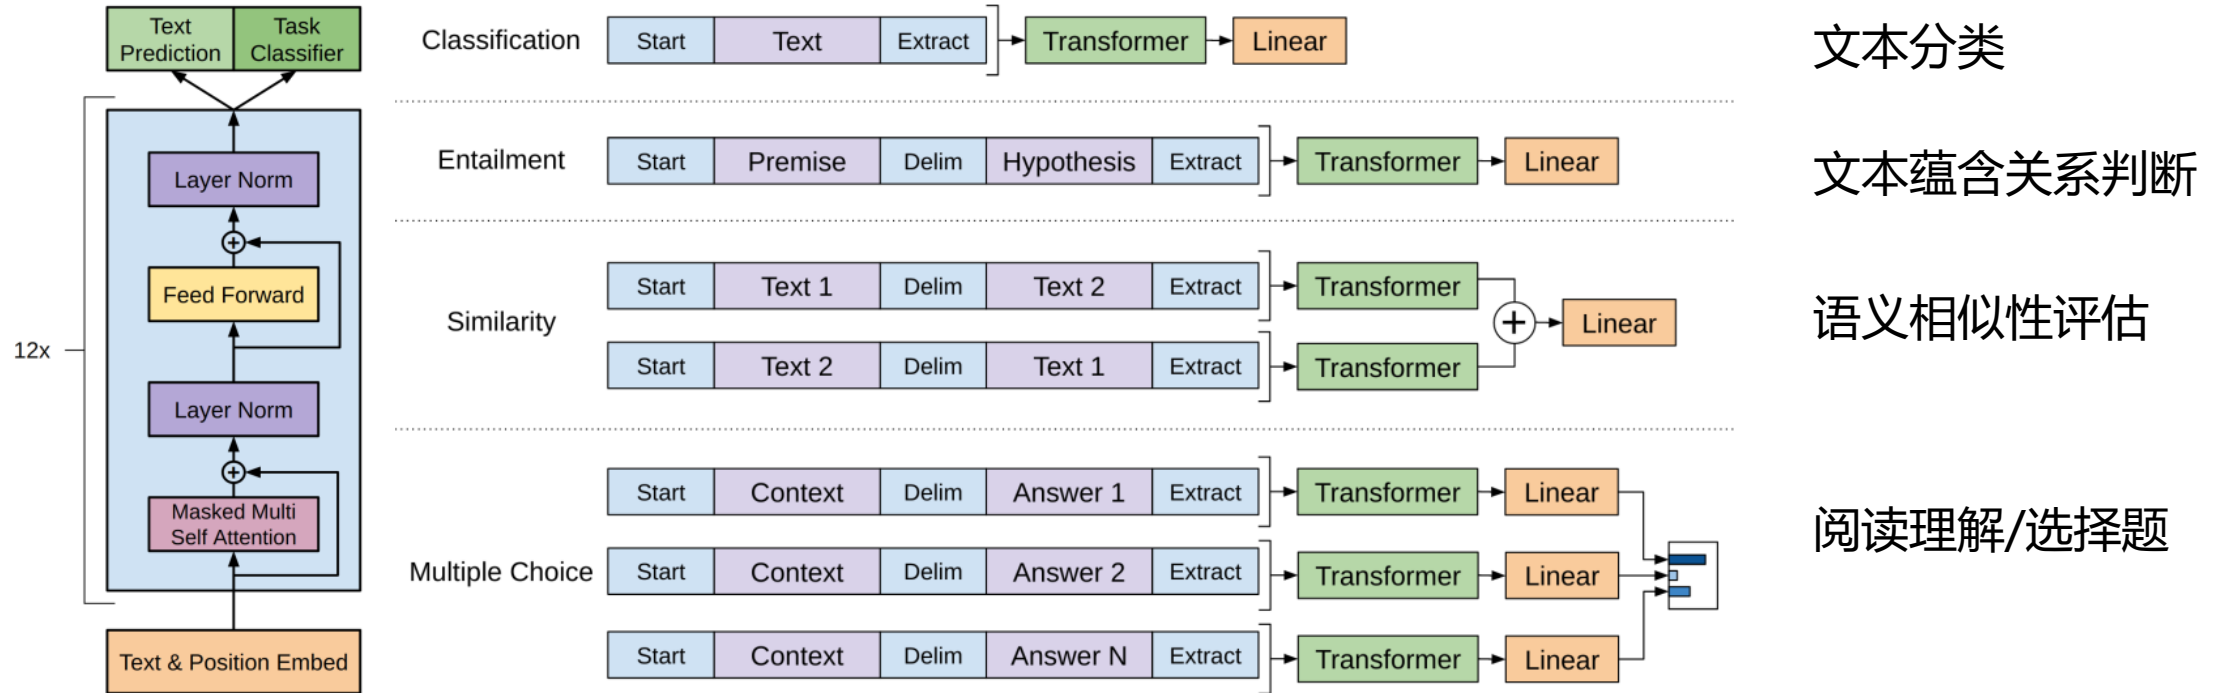 Text
Prediction
Task
Classifier
12x
Layer Norm
Feed Forward
Layer Norm
Masked Multi
Self Attention
Text & Position Embed
Classification Start Text Extract Transformer Linear 文本分类
Entailment Start Premise Delim Hypothesis Extract Transformer Linear 文本蕴含关系判断
Similarity
Start Text 1 Delim Text 2 Extract Transformer
Start Text 2 Delim Text 1 Extract Transformer
+ Linear
语义相似性评估
Multiple Choice
Start Context Delim Answer 1 Extract Transformer Linear
Start Context Delim Answer 2 Extract Transformer Linear
Start Context Delim Answer N Extract Transformer Linear
阅读理解/选择题